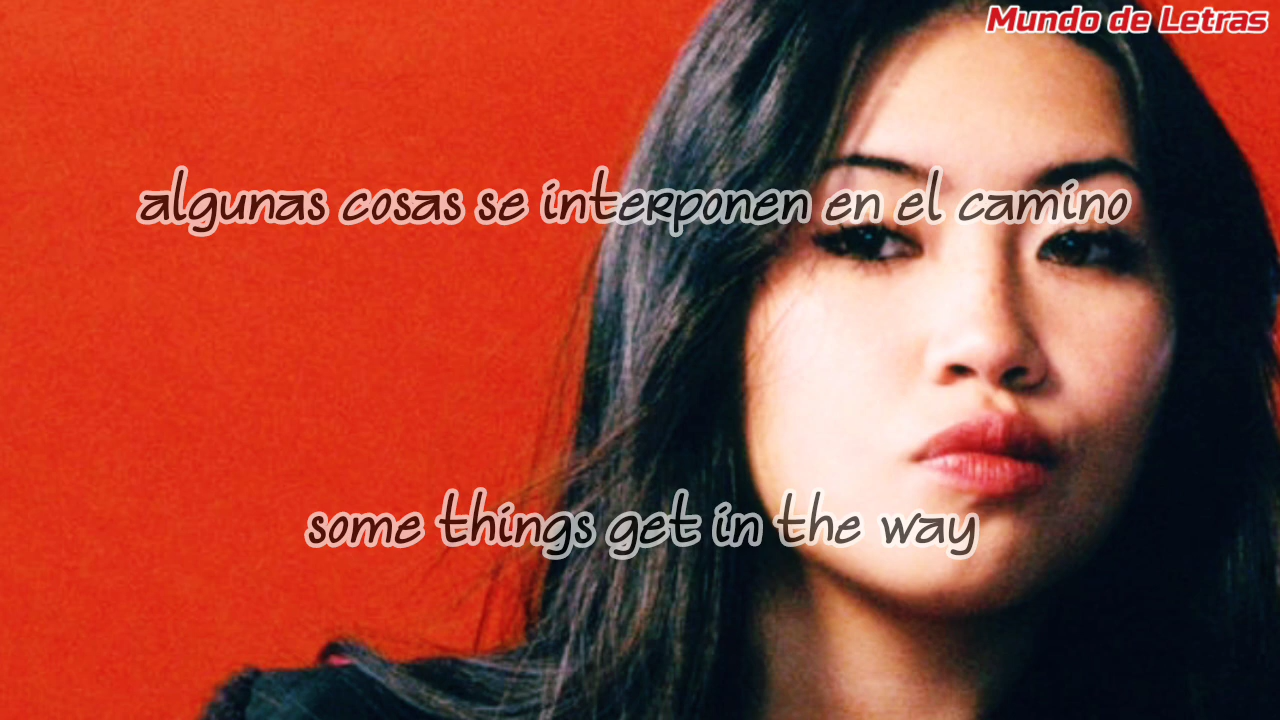 Mundo de Letras
algunas cosas se interponen en el camino
some things get in the way